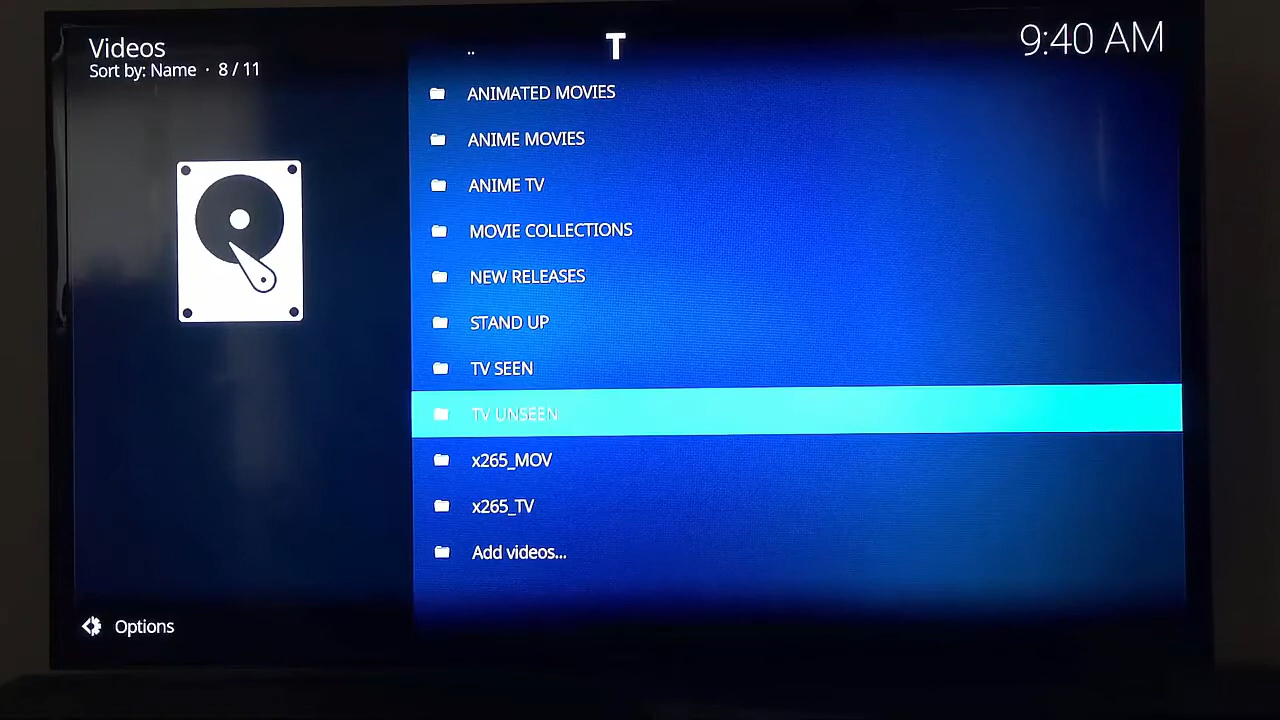 Videos
Sort by: Name · 8 / 11
..
T
9:40 AM
ANIMATED MOVIES
ANIME MOVIES
ANIME TV
MOVIE COLLECTIONS
NEW RELEASES
STAND UP
TV SEEN
TV UNSEEN
x265_MOV
x265_TV
Add videos...
Options